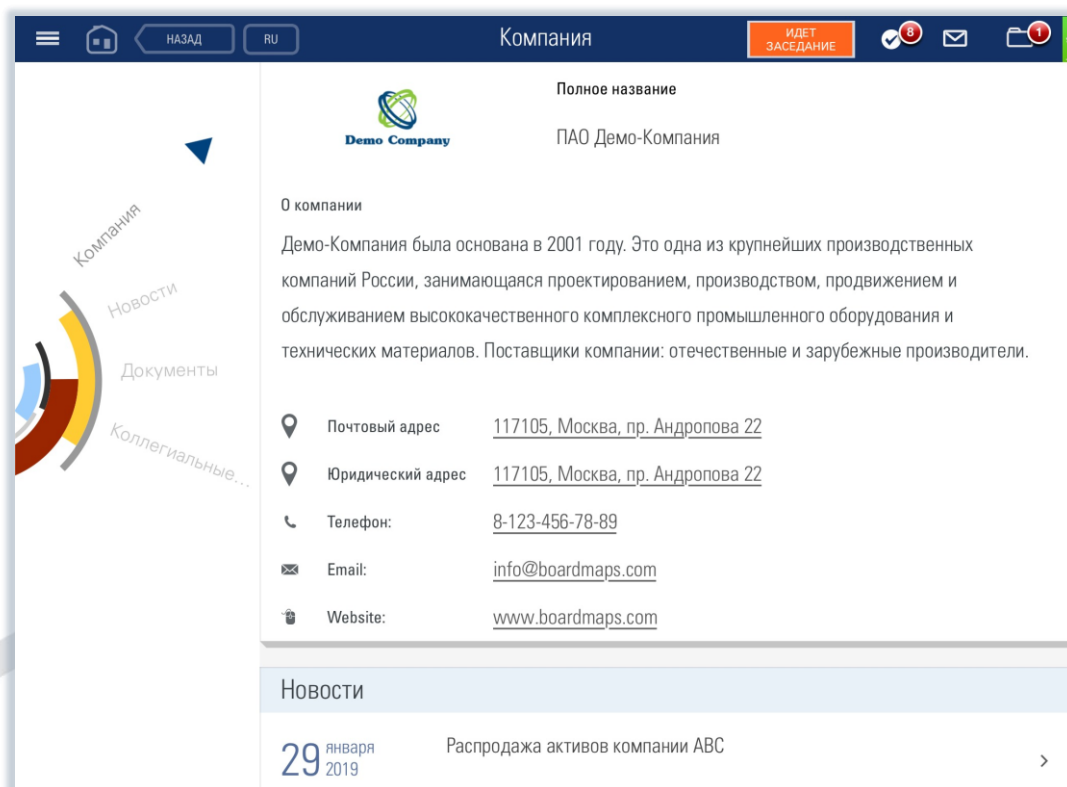 НАЗАД
RU
Компания
ИДЕТ
ЗАСЕДАНИЕ
8
1
Demo Company
Полное название
ПАО Демо-Компания
Компания
Новости
Документы
Коллегиальные...
О компании
Демо-Компания была основана в 2001 году. Это одна из крупнейших производственных
компаний России, занимающаяся проектированием, производством, продвижением и
обслуживанием высококачественного комплексного промышленного оборудования и
технических материалов. Поставщики компании: отечественные и зарубежные производители.
Почтовый адрес 117105, Москва, пр. Андропова 22
Юридический адрес 117105, Москва, пр. Андропова 22
Телефон: 8-123-456-78-89
Email: info@boardmaps.com
Website: www.boardmaps.com
Новости
29 января 2019
Распродажа активов компании АВС